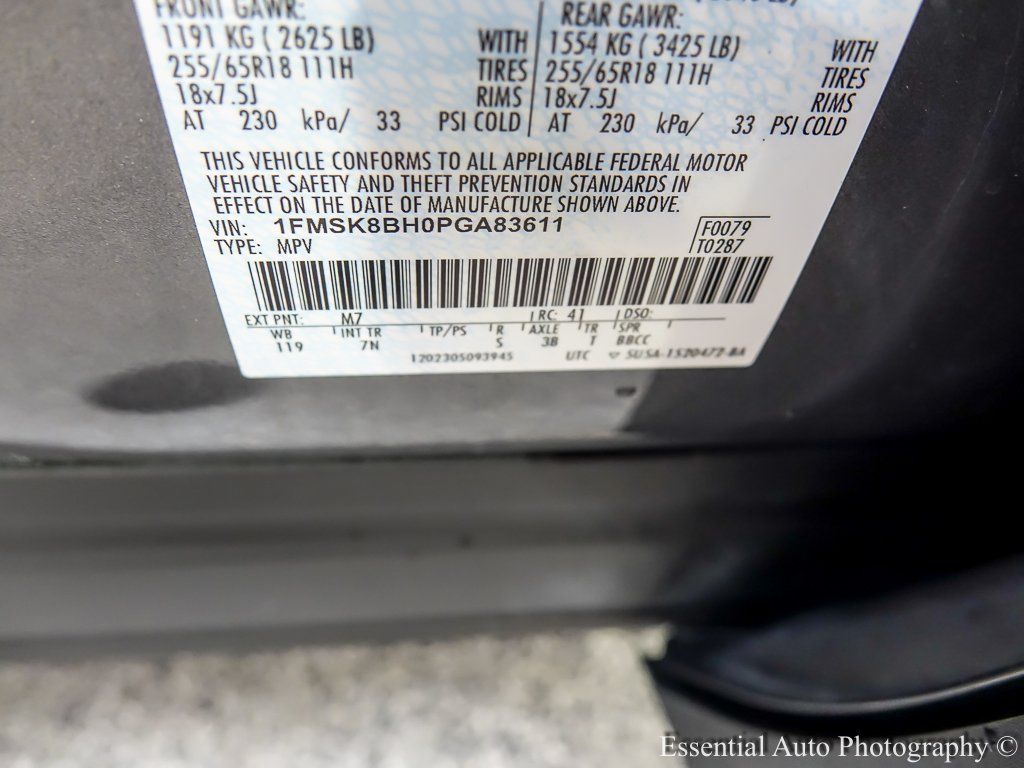 FRONT GAWR: REAR GAWR:
1191 KG ( 2625 LB) WITH 1554 KG ( 3425 LB) WITH
255/65R18 111H TIRES 255/65R18 111H TIRES
18x7.5J RIMS 18x7.5J RIMS
AT 230 kPa/ 33 PSI COLD AT 230 kPa/ 33 PSI COLD
THIS VEHICLE CONFORMS TO ALL APPLICABLE FEDERAL MOTOR
VEHICLE SAFETY AND THEFT PREVENTION STANDARDS IN
EFFECT ON THE DATE OF MANUFACTURE SHOWN ABOVE.
VIN: 1FMSK8BH0PGA83611 F0079
TYPE: MPV T0287
EXT PNT: M7 RC: 41 DSO:
WB INT TR TP/PS R AXLE TR SPR
119 7N S 3B T BBCC
1202305093945 UTC SU5A-1520472-BA
Essential Auto Photography ©